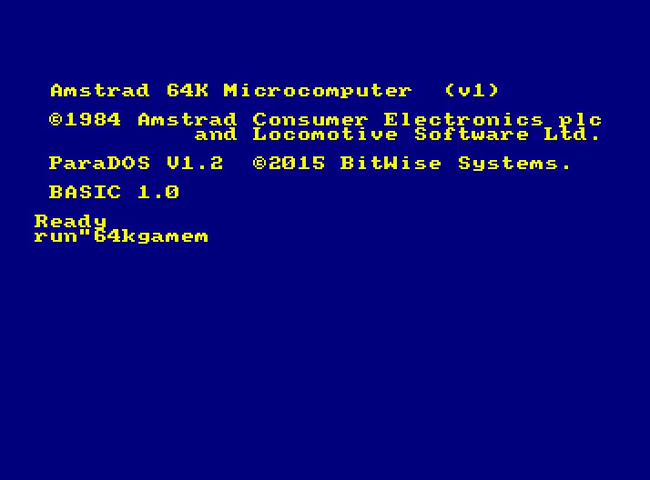 Amstrad 64K Microcomputer (v1)
©1984 Amstrad Consumer Electronics plc
and Locomotive Software Ltd.
ParaDOS V1.2 ©2015 BitWise Systems.
BASIC 1.0
Ready
run"64kgamem